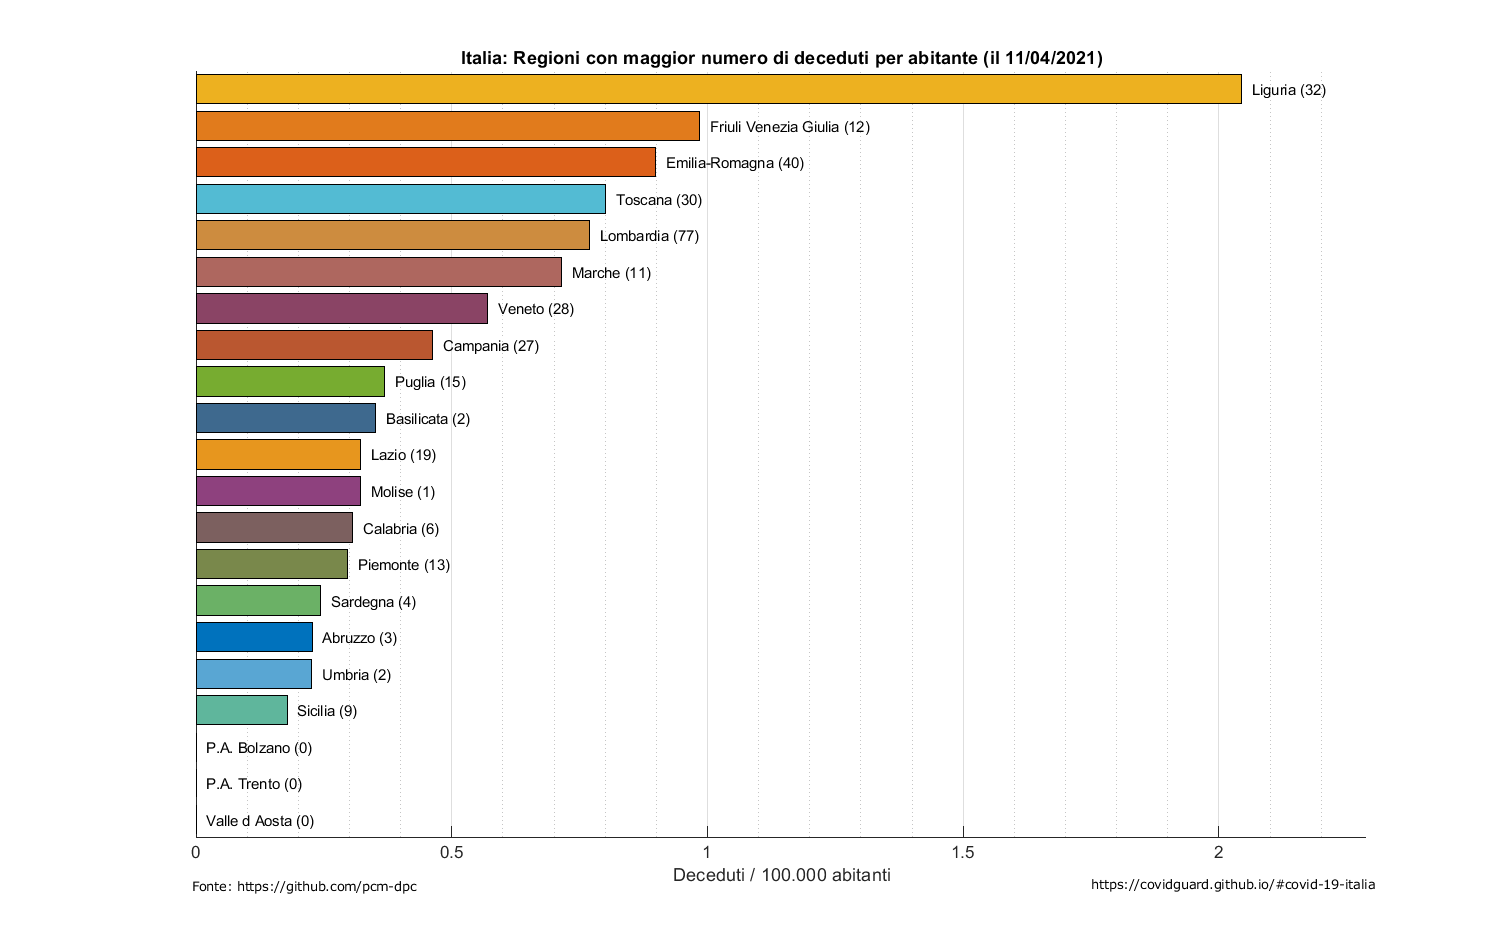 Italia: Regioni con maggior numero di deceduti per abitante (il 11/04/2021)
Liguria (32)
Friuli Venezia Giulia (12)
Emilia-Romagna (40)
Toscana (30)
Lombardia (77)
Marche (11)
Veneto (28)
Campania (27)
Puglia (15)
Basilicata (2)
Lazio (19)
Molise (1)
Calabria (6)
Piemonte (13)
Sardegna (4)
Abruzzo (3)
Umbria (2)
Sicilia (9)
P.A. Bolzano (0)
P.A. Trento (0)
Valle d Aosta (0)
0 0.5 1 1.5 2
Deceduti / 100.000 abitanti
Fonte: https://github.com/pcm-dpc
https://covidguard.github.io/#covid-19-italia